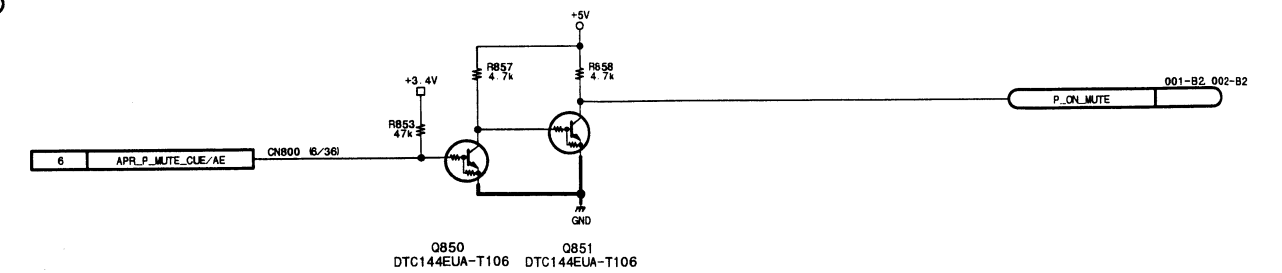 +5V
R857
4.7k
R858
4.7k
+3.4V
R853
47k
001-B2 002-B2
P_ON_MUTE
6 APR_P_MUTE_CUE/AE
CN800 (6/36)
GND
Q850
DTC144EUA-T106
Q851
DTC144EUA-T106